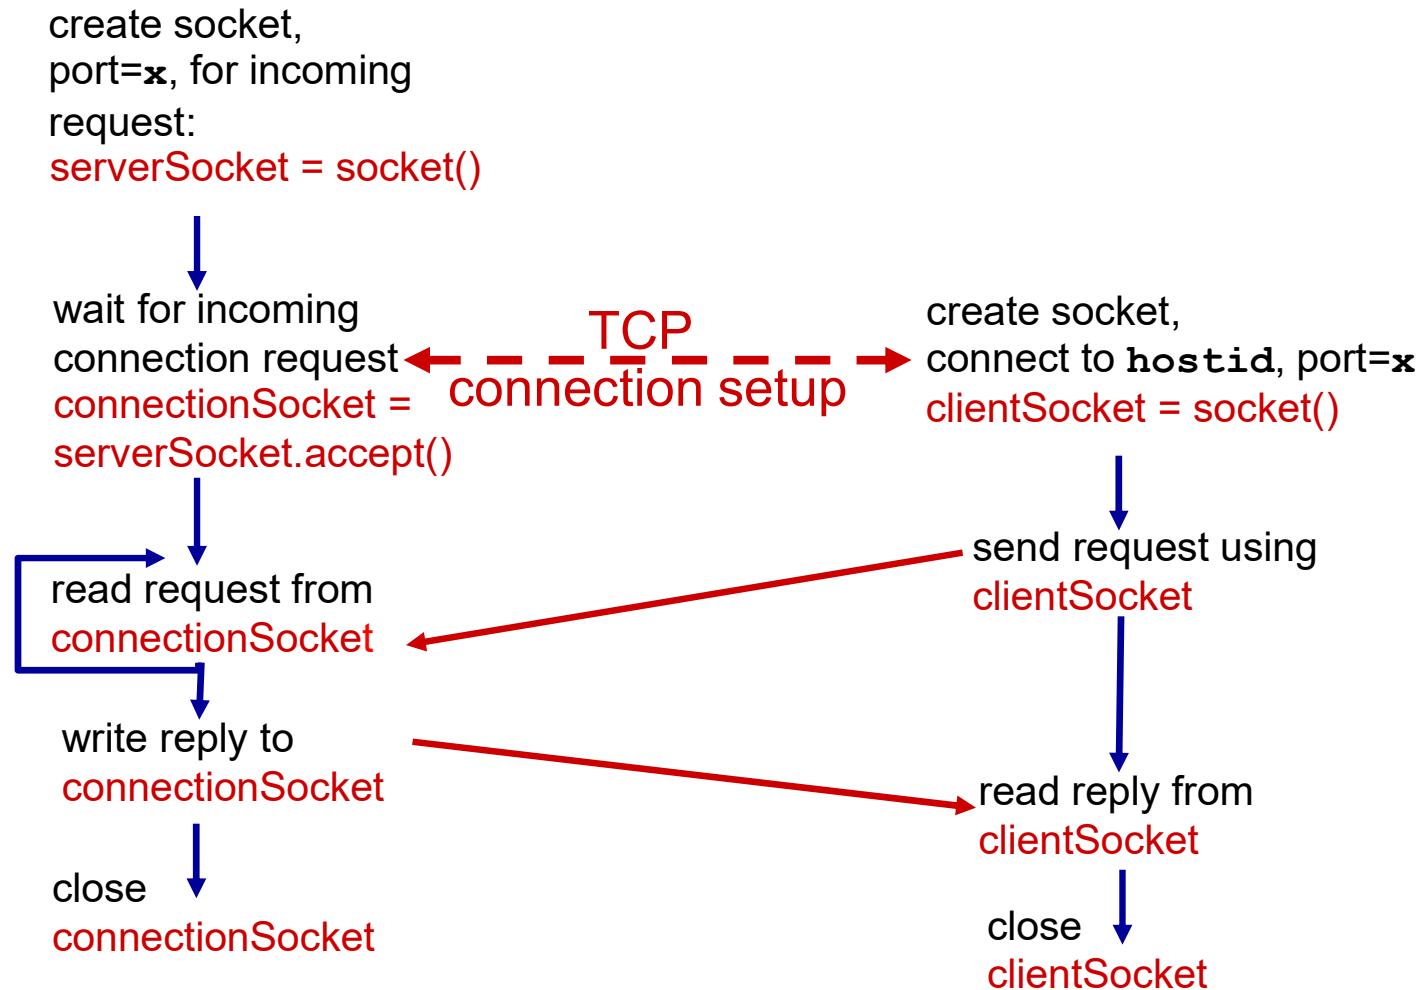 create socket,
port=x, for incoming
request:
serverSocket = socket()
wait for incoming
connection request
connectionSocket =
serverSocket.accept()
TCP
connection setup
create socket,
connect to hostid, port=x
clientSocket = socket()
read request from
connectionSocket
send request using
clientSocket
write reply to
connectionSocket
read reply from
clientSocket
close
connectionSocket
close
clientSocket